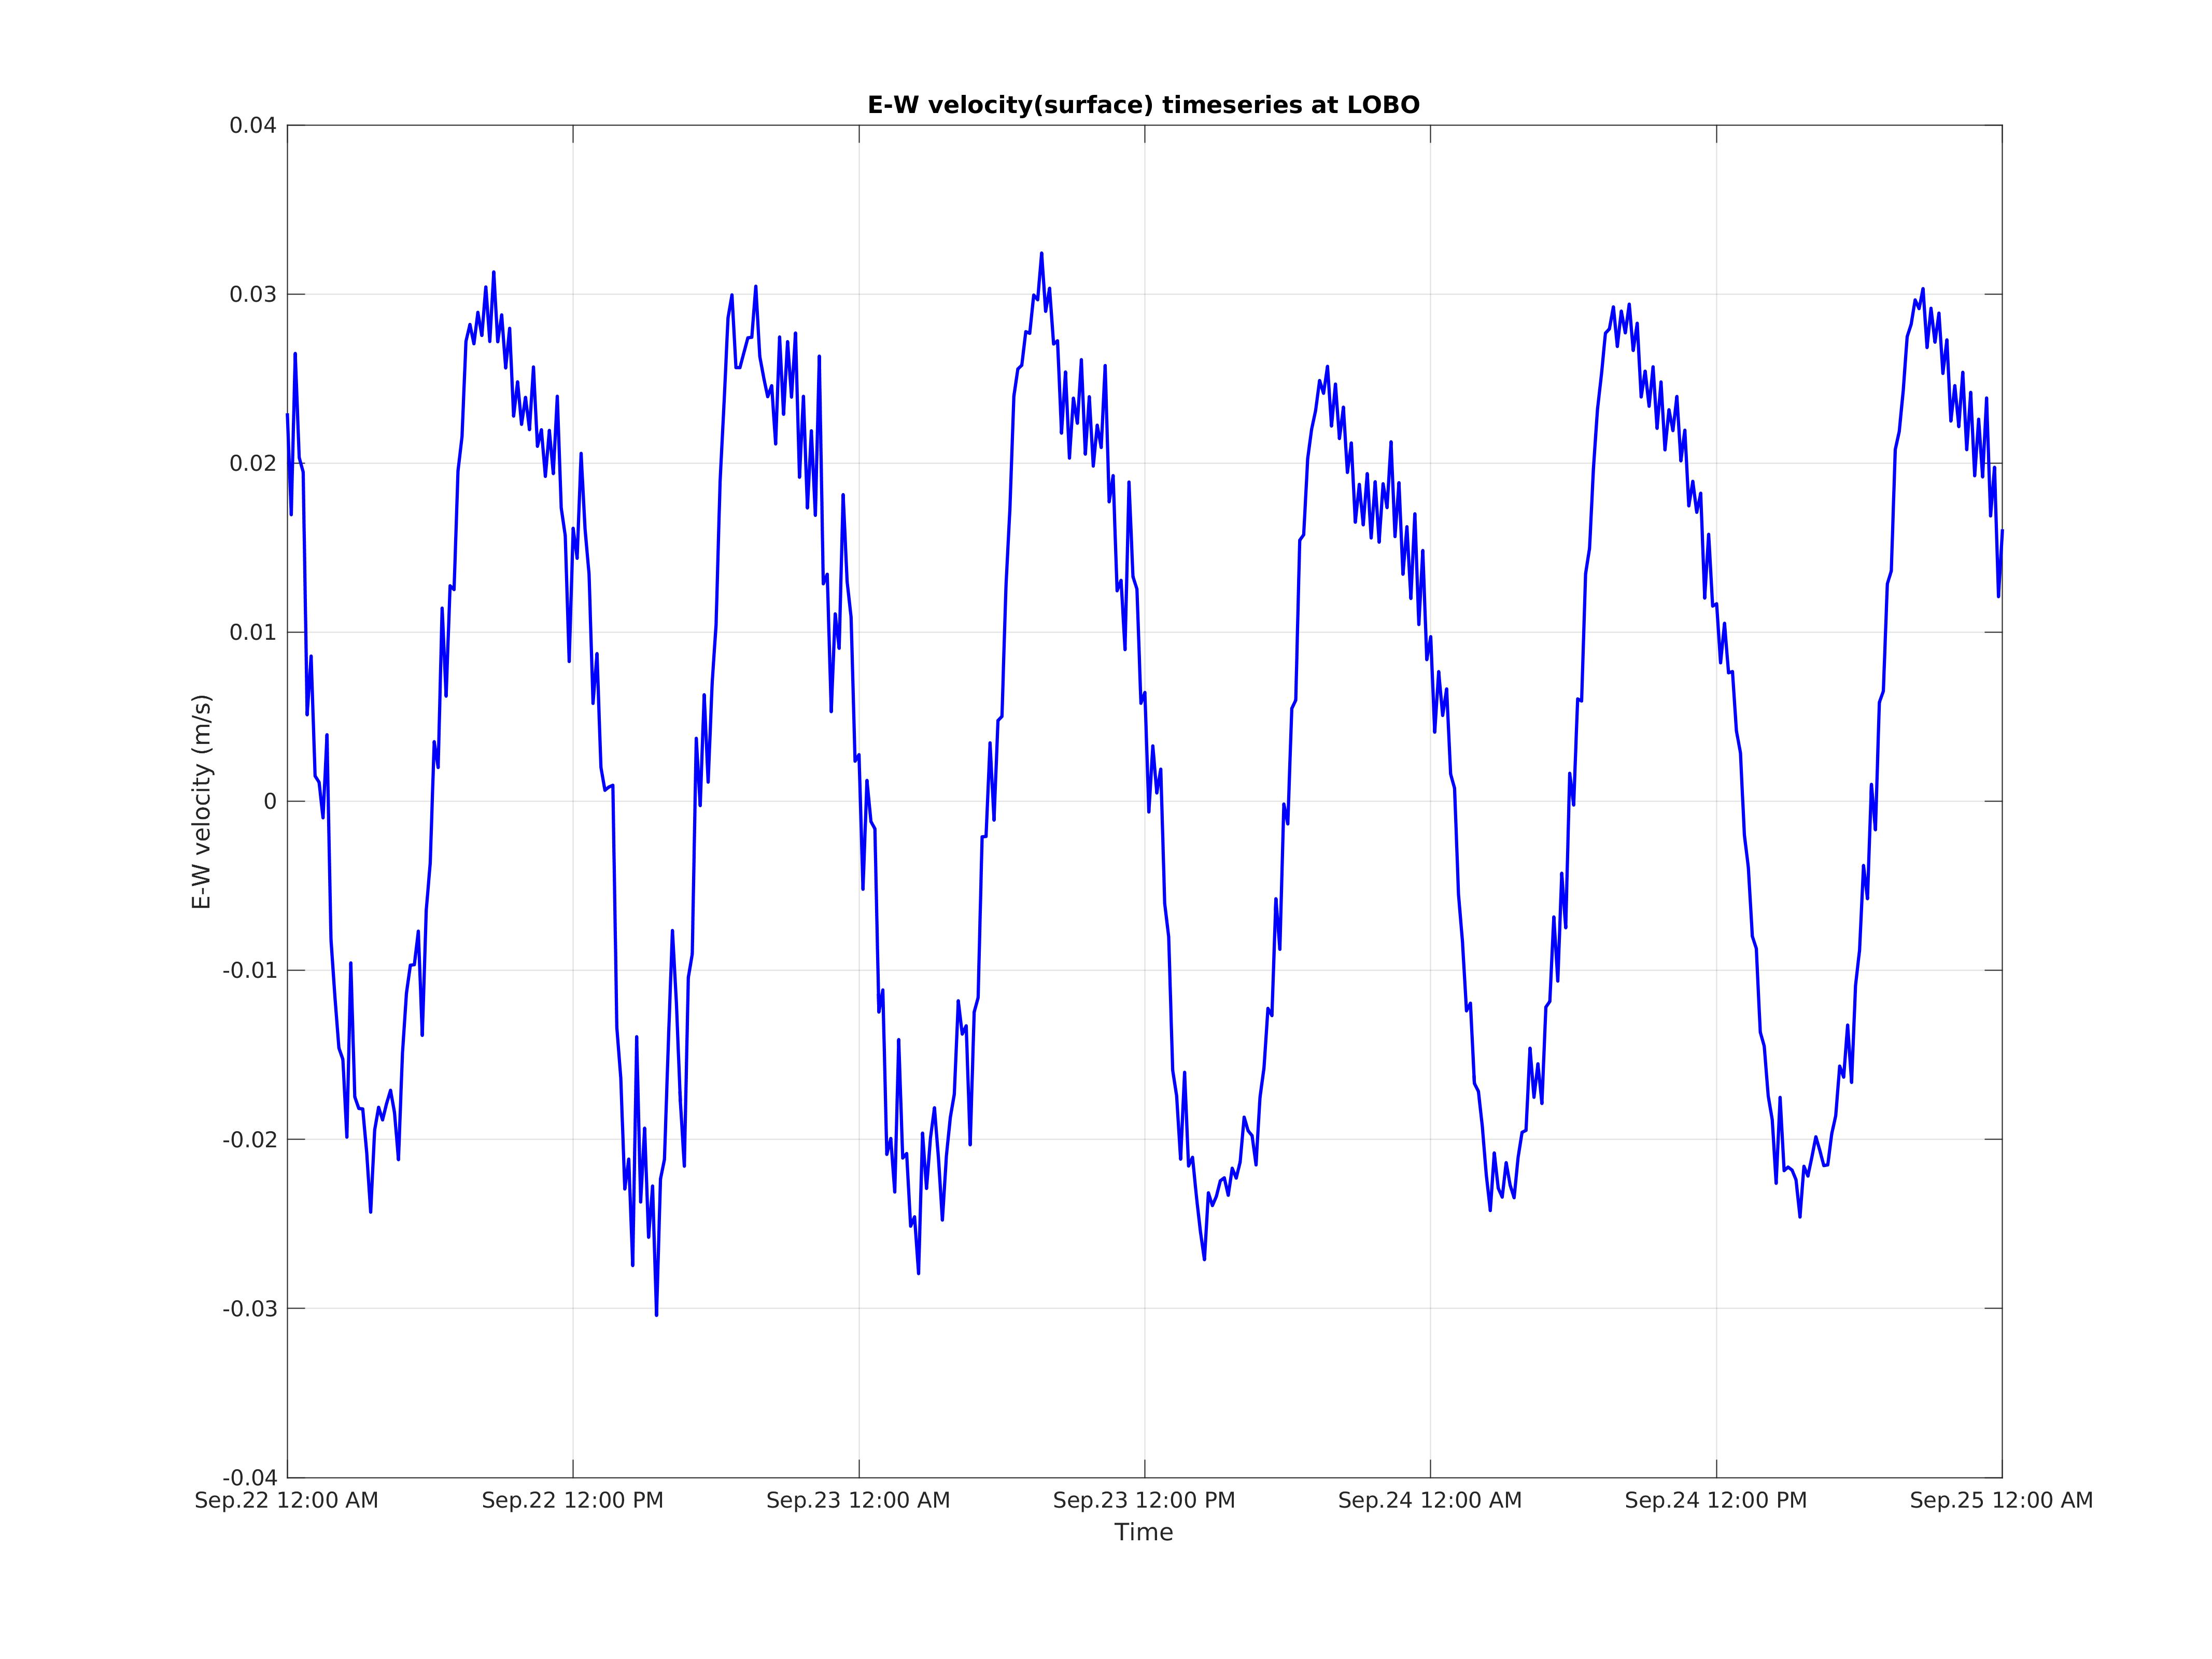 E-W velocity(surface) timeseries at LOBO
0.04
0.03
0.02
0.01
0
-0.01
-0.02
-0.03
-0.04
E-W velocity (m/s)
Sep.22 12:00 AM
Sep.22 12:00 PM
Sep.23 12:00 AM
Sep.23 12:00 PM
Sep.24 12:00 AM
Sep.24 12:00 PM
Sep.25 12:00 AM
Time